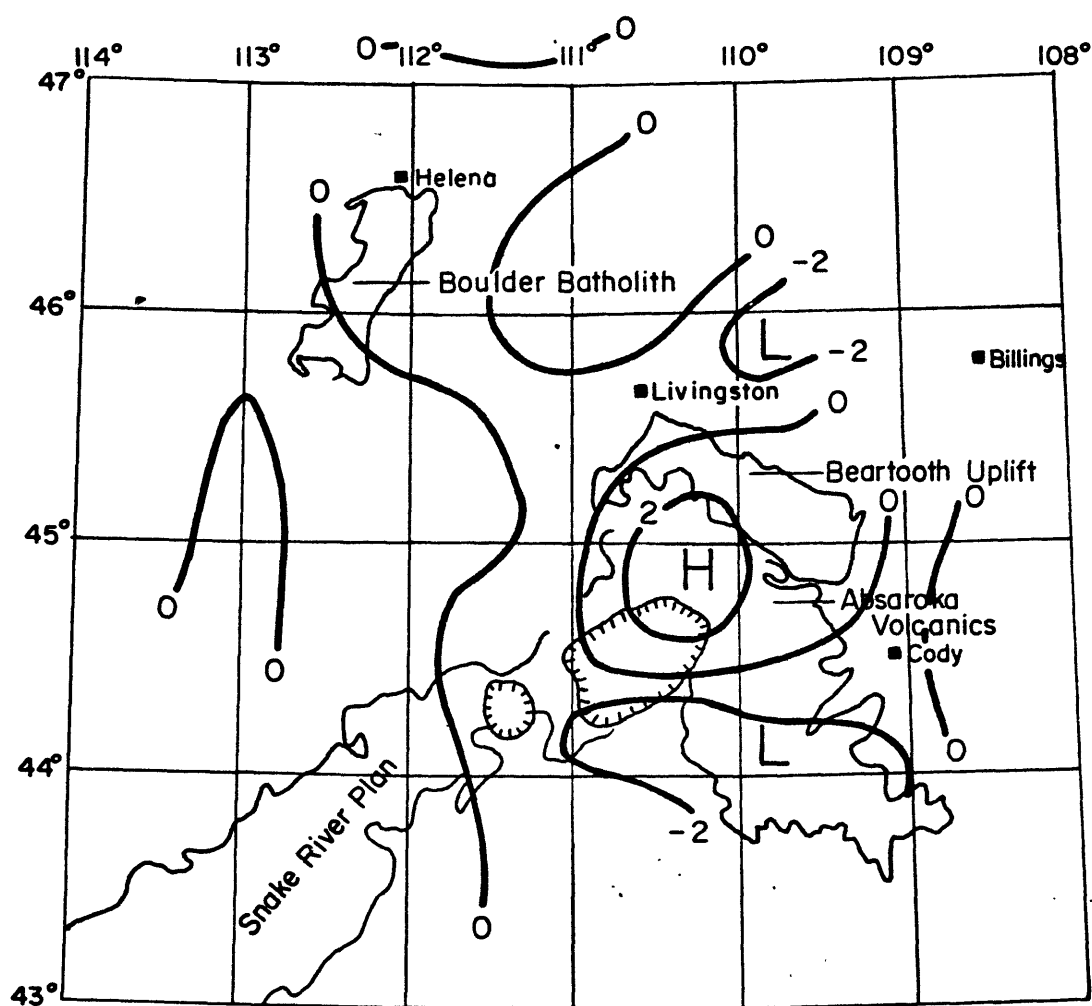 0
0
114° 113° 112° 111° 110° 109° 108°
47°
0
Helena
0
Boulder Batholith
0
-2
46°
L
-2
Billings
Livingston
0
Beartooth Uplift
0
0
2
45°
H
0
Absaroka
Volcanics
Cody
0
0
L
44°
-2
Snake River Plan
0
43°